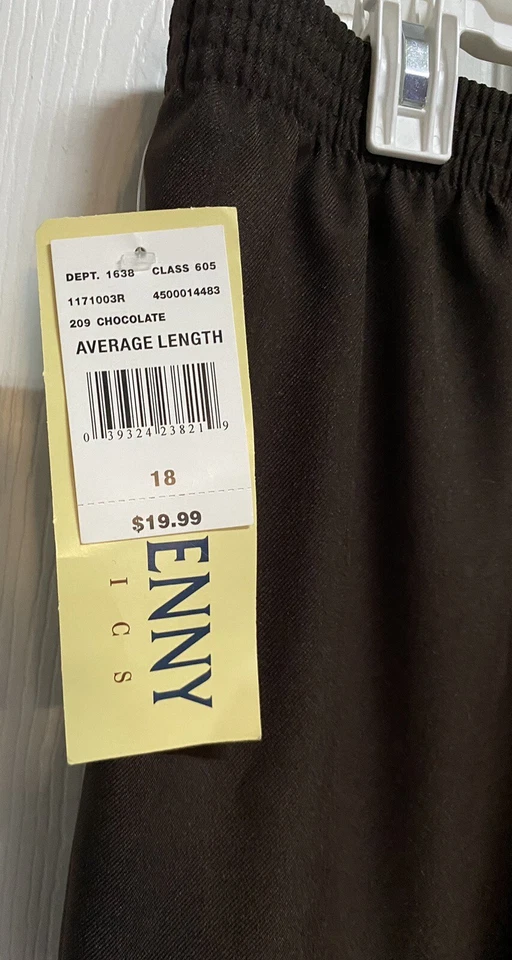 DEPT. 1638 CLASS 605
1171003R 4500014483
209 CHOCOLATE
AVERAGE LENGTH
0 39324 23821 9
18
$19.99
ENNY
ICS